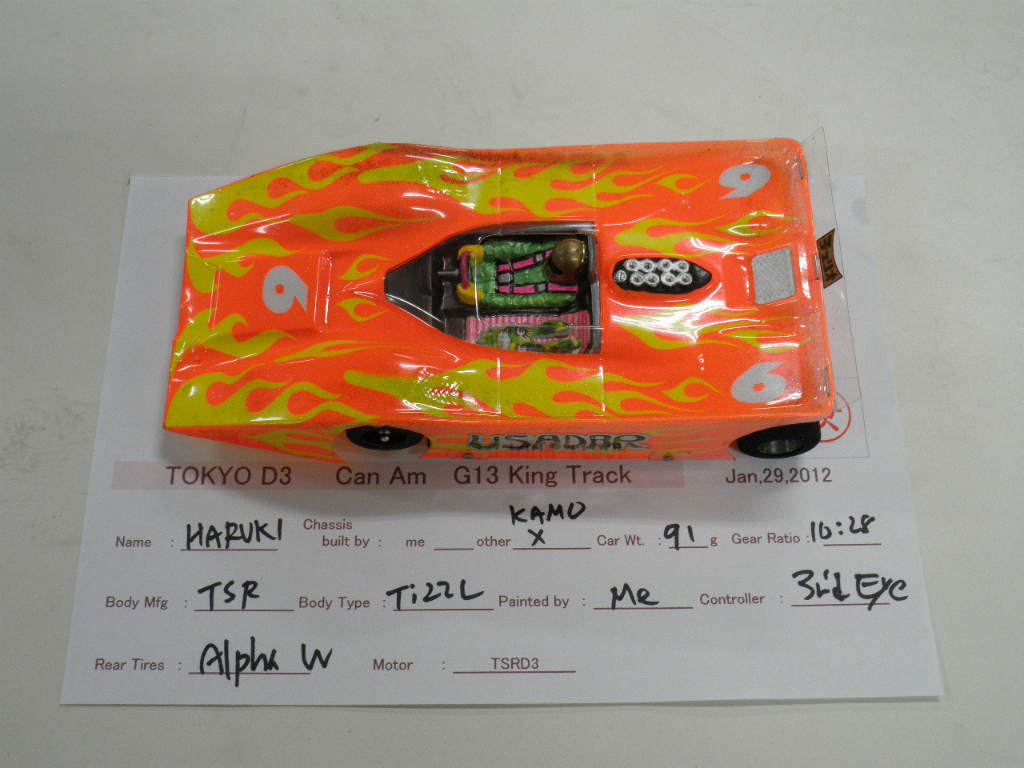 9
9
9
USADAR
TOKYO D3 Can Am G13 King Track Jan,29,2012
Name : HARUKI Chassis built by : me other KAMO X Car Wt. : 91 g Gear Ratio : 10:28
Body Mfg : TSR Body Type : TizzL Painted by : Me Controller : 3rd Eye
Rear Tires : Alpha W Motor : TSRD3